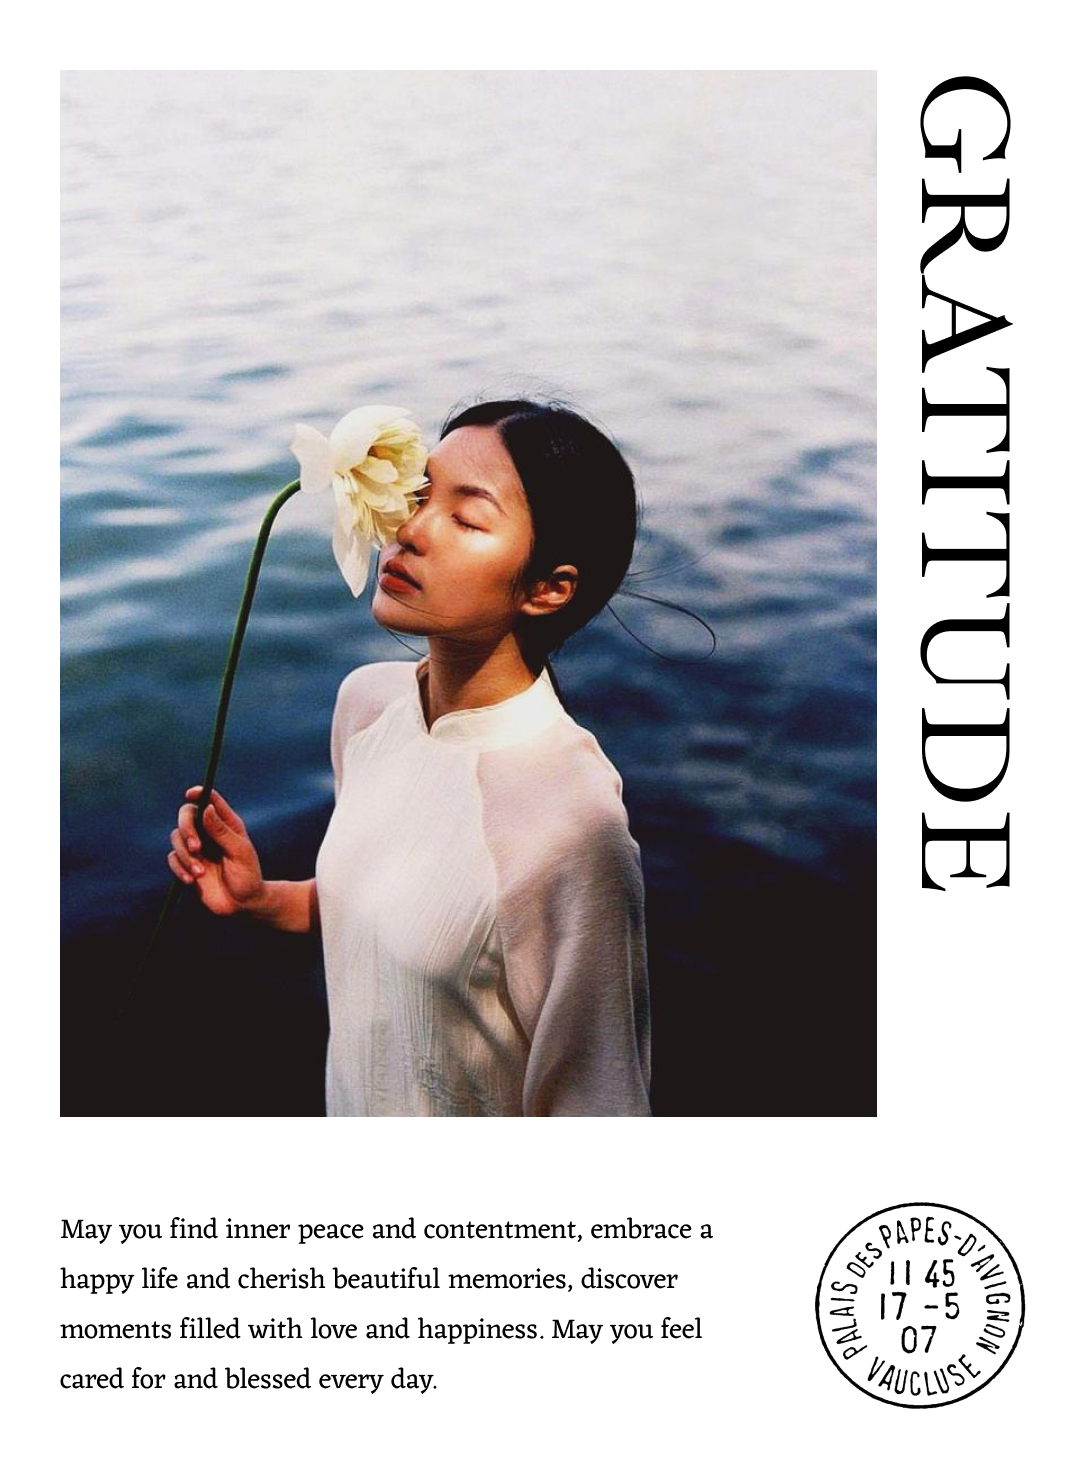 GRATITUDE
May you find inner peace and contentment, embrace a
happy life and cherish beautiful memories, discover
moments filled with love and happiness. May you feel
cared for and blessed every day.
PALAIS DES PAPES-D'AVIGNON
11 45
17 -5
07
VAUCLUSE